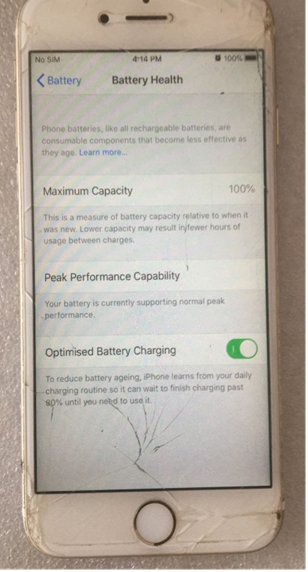 No SIM 4:14 PM 100%
Battery Battery Health
Phone batteries, like all rechargeable batteries, are
consumable components that become less effective as
they age. Learn more...
Maximum Capacity 100%
This is a measure of battery capacity relative to when it
was new. Lower capacity may result in fewer hours of
usage between charges.
Peak Performance Capability
Your battery is currently supporting normal peak
performance.
Optimised Battery Charging
To reduce battery ageing, iPhone learns from your daily
charging routine so it can wait to finish charging past
80% until you need to use it.